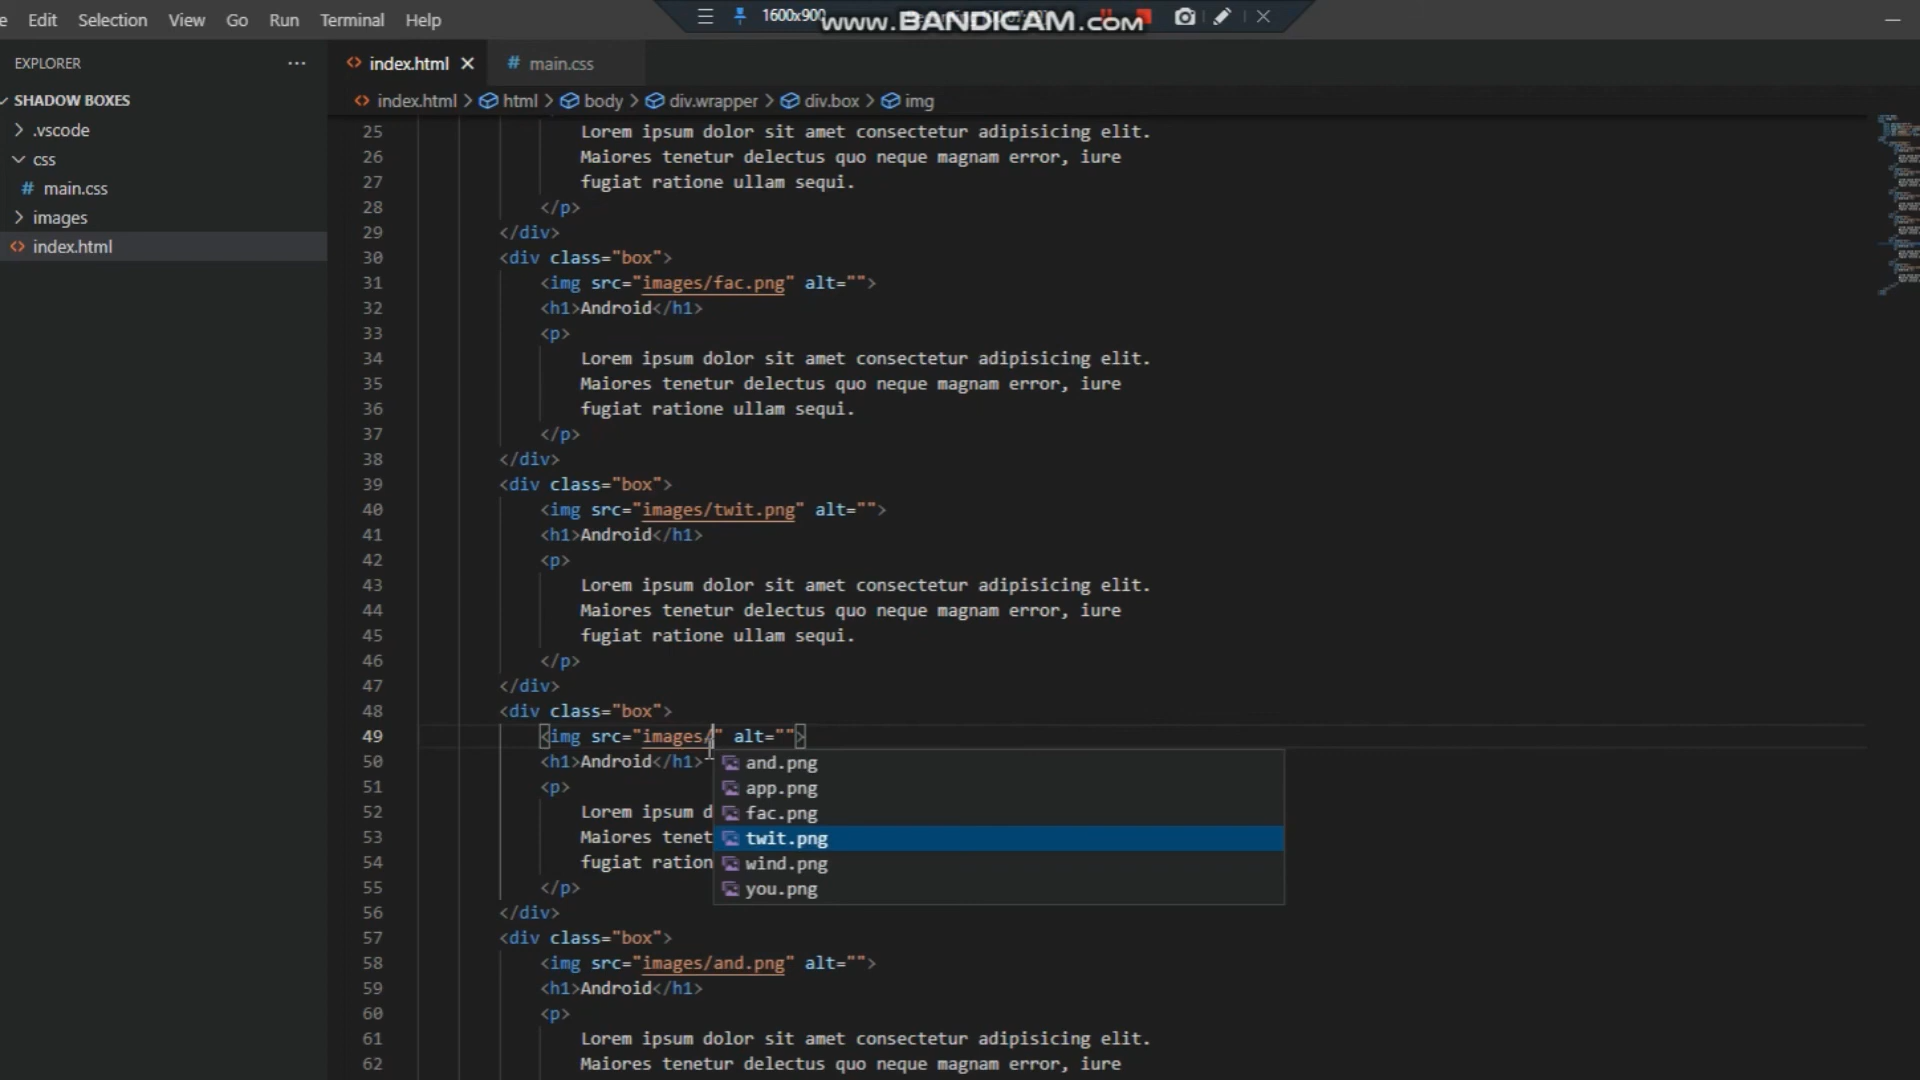 Edit Selection View Go Run Terminal Help
1600x900
www.BANDICAM.com
EXPLORER
index.html
# main.css
SHADOW BOXES
index.html > html > body > div.wrapper > div.box > img
.vscode
css
# main.css
images
index.html
25 Lorem ipsum dolor sit amet consectetur adipisicing elit.
26 Maiores tenetur delectus quo neque magnam error, iure
27 fugiat ratione ullam sequi.
28 </p>
29 </div>
30 <div class="box">
31 <img src="images/fac.png" alt="">
32 <h1>Android</h1>
33 <p>
34 Lorem ipsum dolor sit amet consectetur adipisicing elit.
35 Maiores tenetur delectus quo neque magnam error, iure
36 fugiat ratione ullam sequi.
37 </p>
38 </div>
39 <div class="box">
40 <img src="images/twit.png" alt="">
41 <h1>Android</h1>
42 <p>
43 Lorem ipsum dolor sit amet consectetur adipisicing elit.
44 Maiores tenetur delectus quo neque magnam error, iure
45 fugiat ratione ullam sequi.
46 </p>
47 </div>
48 <div class="box">
49 <img src="images/" alt="">
50 <h1>Android</h1>
51 <p>
52 Lorem ipsum d
53 Maiores tenet
54 fugiat ration
55 </p>
56 </div>
57 <div class="box">
58 <img src="images/and.png" alt="">
59 <h1>Android</h1>
60 <p>
61 Lorem ipsum dolor sit amet consectetur adipisicing elit.
62 Maiores tenetur delectus quo neque magnam error, iure
and.png
app.png
fac.png
twit.png
wind.png
you.png